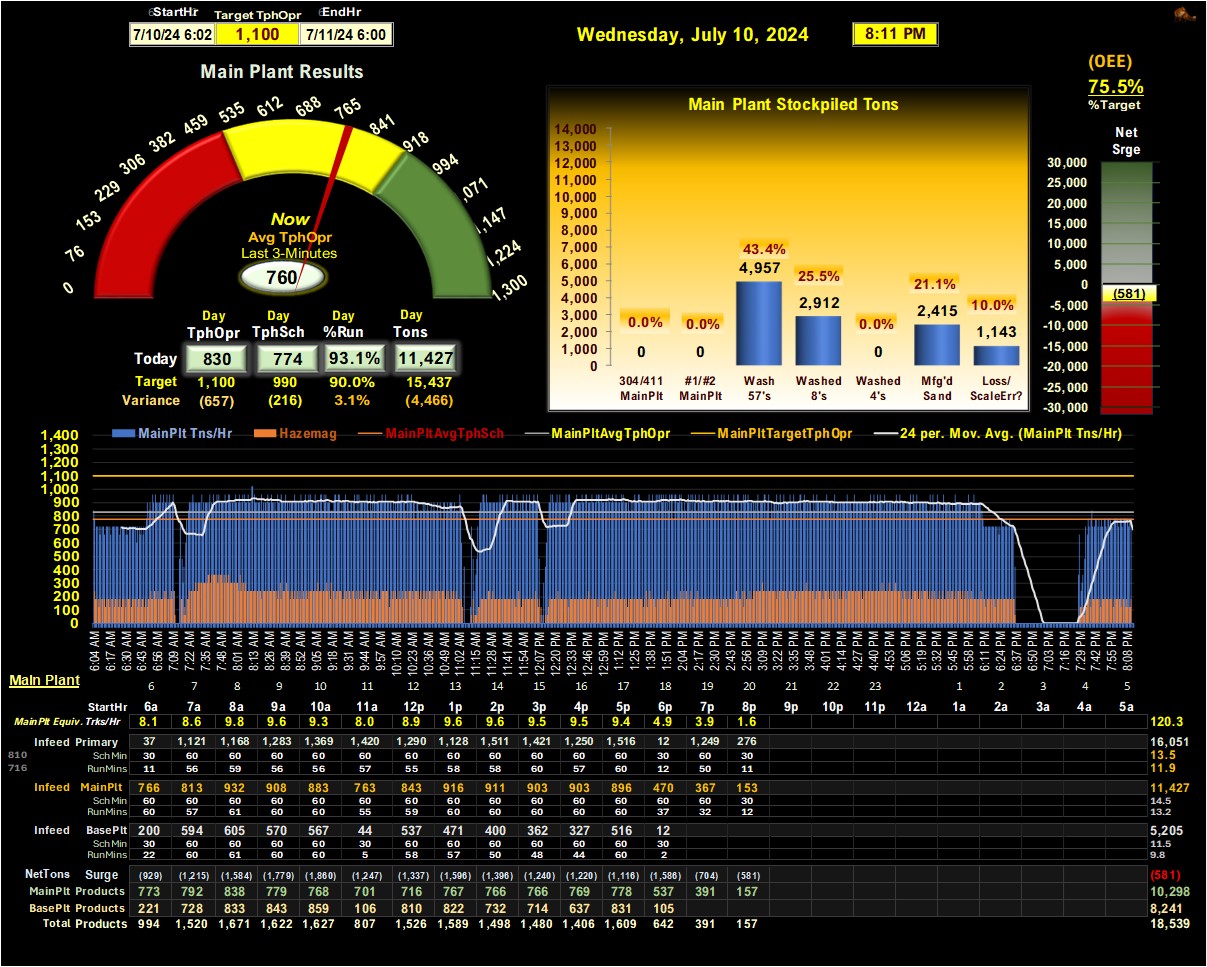 StartHr Target TphOpr EndHr
7/10/24 6:02 1,100 7/11/24 6:00
Wednesday, July 10, 2024 8:11 PM
(OEE)
75.5%
%Target
Main Plant Results
0 76 153 229 306 382 459 535 612 688 765 841 918 994 ,071 ,147 1,224 1,300
Now
Avg TphOpr
Last 3-Minutes
760
Day Day Day Day
TphOpr TphSch %Run Tons
Today 830 774 93.1% 11,427
Target 1,100 990 90.0% 15,437
Variance (657) (216) 3.1% (4,466)
Main Plant Stockpiled Tons
14,000
13,000
12,000
11,000
10,000
9,000
8,000
7,000
6,000
5,000
4,000
3,000
2,000
1,000
0
0.0% 0.0% 43.4% 25.5% 0.0% 21.1% 10.0%
0 0 4,957 2,912 0 2,415 1,143
304/411 #1/#2 Wash Washed Washed Mfg'd Loss/
MainPlt MainPlt 57's 8's 4's Sand ScaleErr?
Net
Srge
30,000
25,000
20,000
15,000
10,000
5,000
0
(581)
-5,000
-10,000
-15,000
-20,000
-25,000
-30,000
MainPlt Tns/Hr Hazemag MainPltAvgTphSch MainPltAvgTphOpr MainPltTargetTphOpr 24 per. Mov. Avg. (MainPlt Tns/Hr)
1,400
1,300
1,200
1,100
1,000
900
800
700
600
500
400
300
200
100
0
6:04 AM 6:17 AM 6:30 AM 6:43 AM 6:56 AM 7:09 AM 7:22 AM 7:35 AM 7:48 AM 8:01 AM 8:13 AM 8:26 AM 8:39 AM 8:52 AM 9:05 AM 9:18 AM 9:31 AM 9:44 AM 9:57 AM 10:10 AM 10:23 AM 10:36 AM 10:49 AM 11:02 AM 11:15 AM 11:28 AM 11:41 AM 11:54 AM 12:07 PM 12:20 PM 12:33 PM 12:46 PM 12:59 PM 1:12 PM 1:25 PM 1:38 PM 1:51 PM 2:04 PM 2:17 PM 2:30 PM 2:43 PM 2:56 PM 3:09 PM 3:22 PM 3:35 PM 3:48 PM 4:01 PM 4:14 PM 4:27 PM 4:40 PM 4:53 PM 5:06 PM 5:19 PM 5:32 PM 5:45 PM 5:58 PM 6:11 PM 6:24 PM 6:37 PM 6:50 PM 7:03 PM 7:16 PM 7:29 PM 7:42 PM 7:55 PM 8:08 PM
Main Plant 6 7 8 9 10 11 12 13 14 15 16 17 18 19 20 21 22 23 1 2 3 4 5
StartHr 6a 7a 8a 9a 10a 11a 12p 1p 2p 3p 4p 5p 6p 7p 8p 9p 10p 11p 12a 1a 2a 3a 4a 5a
MainPlt Equiv. Trks/Hr 8.1 8.6 9.8 9.6 9.3 8.0 8.9 9.6 9.6 9.5 9.5 9.4 4.9 3.9 1.6 120.3
Infeed Primary 37 1,121 1,168 1,283 1,369 1,420 1,290 1,128 1,511 1,421 1,250 1,516 12 1,249 276 16,051
810 SchMin 30 60 60 60 60 60 60 60 60 60 60 60 30 60 30 13.5
716 RunMins 11 56 59 56 56 57 55 58 58 60 57 60 12 50 11 11.9
Infeed MainPlt 766 813 932 908 883 763 843 916 911 903 903 896 470 367 153 11,427
SchMin 60 60 60 60 60 60 60 60 60 60 60 60 60 60 30 14.5
RunMins 60 57 61 60 60 55 59 60 60 60 60 60 37 32 12 13.2
Infeed BasePlt 200 594 605 570 567 44 537 471 400 362 327 516 12 5,205
SchMin 30 60 60 60 60 30 60 60 60 60 60 60 30 11.5
RunMins 22 60 61 60 60 5 58 57 50 48 44 60 2 9.8
NetTons Surge (929) (1,215) (1,584) (1,779) (1,860) (1,247) (1,337) (1,596) (1,396) (1,240) (1,220) (1,116) (1,586) (704) (581) (581)
MainPlt Products 773 792 838 779 768 701 716 767 766 766 769 778 537 391 157 10,298
BasePlt Products 221 728 833 843 859 106 810 822 732 714 637 831 105 8,241
Total Products 994 1,520 1,671 1,622 1,627 807 1,526 1,589 1,498 1,480 1,406 1,609 642 391 157 18,539